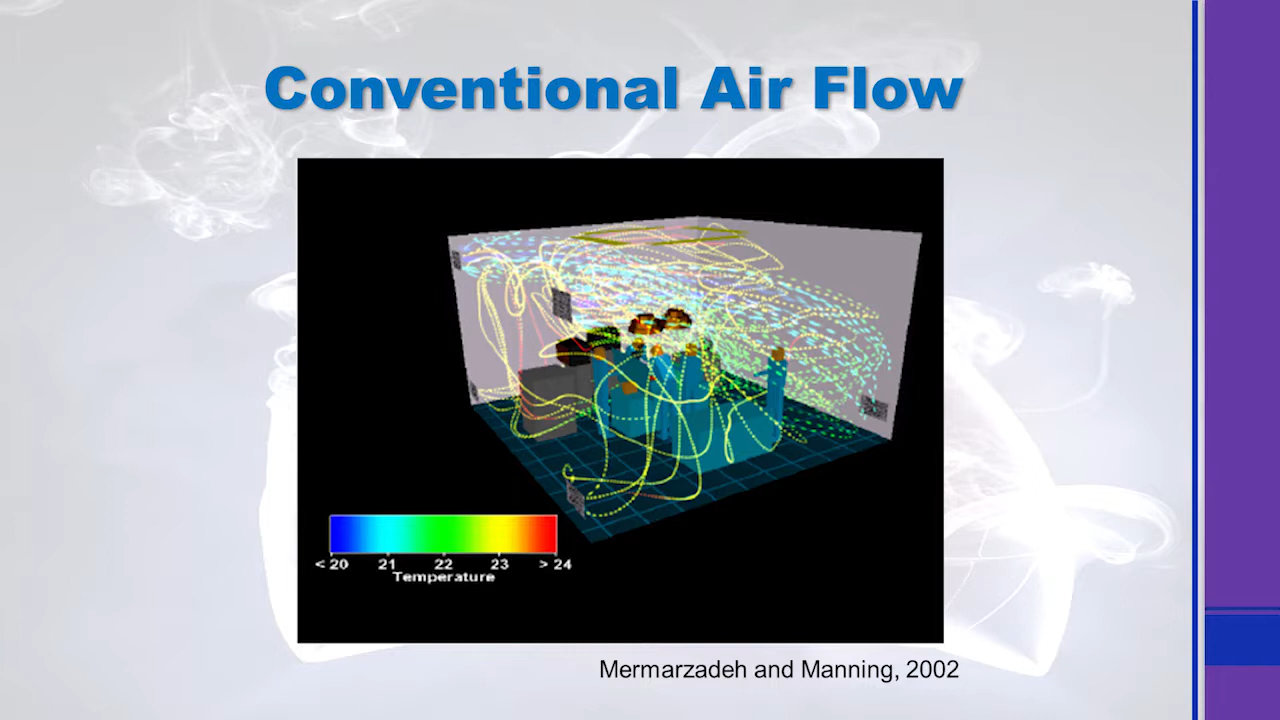 Conventional Air Flow
< 20 21 22 23 > 24
Temperature
Mermarzadeh and Manning, 2002